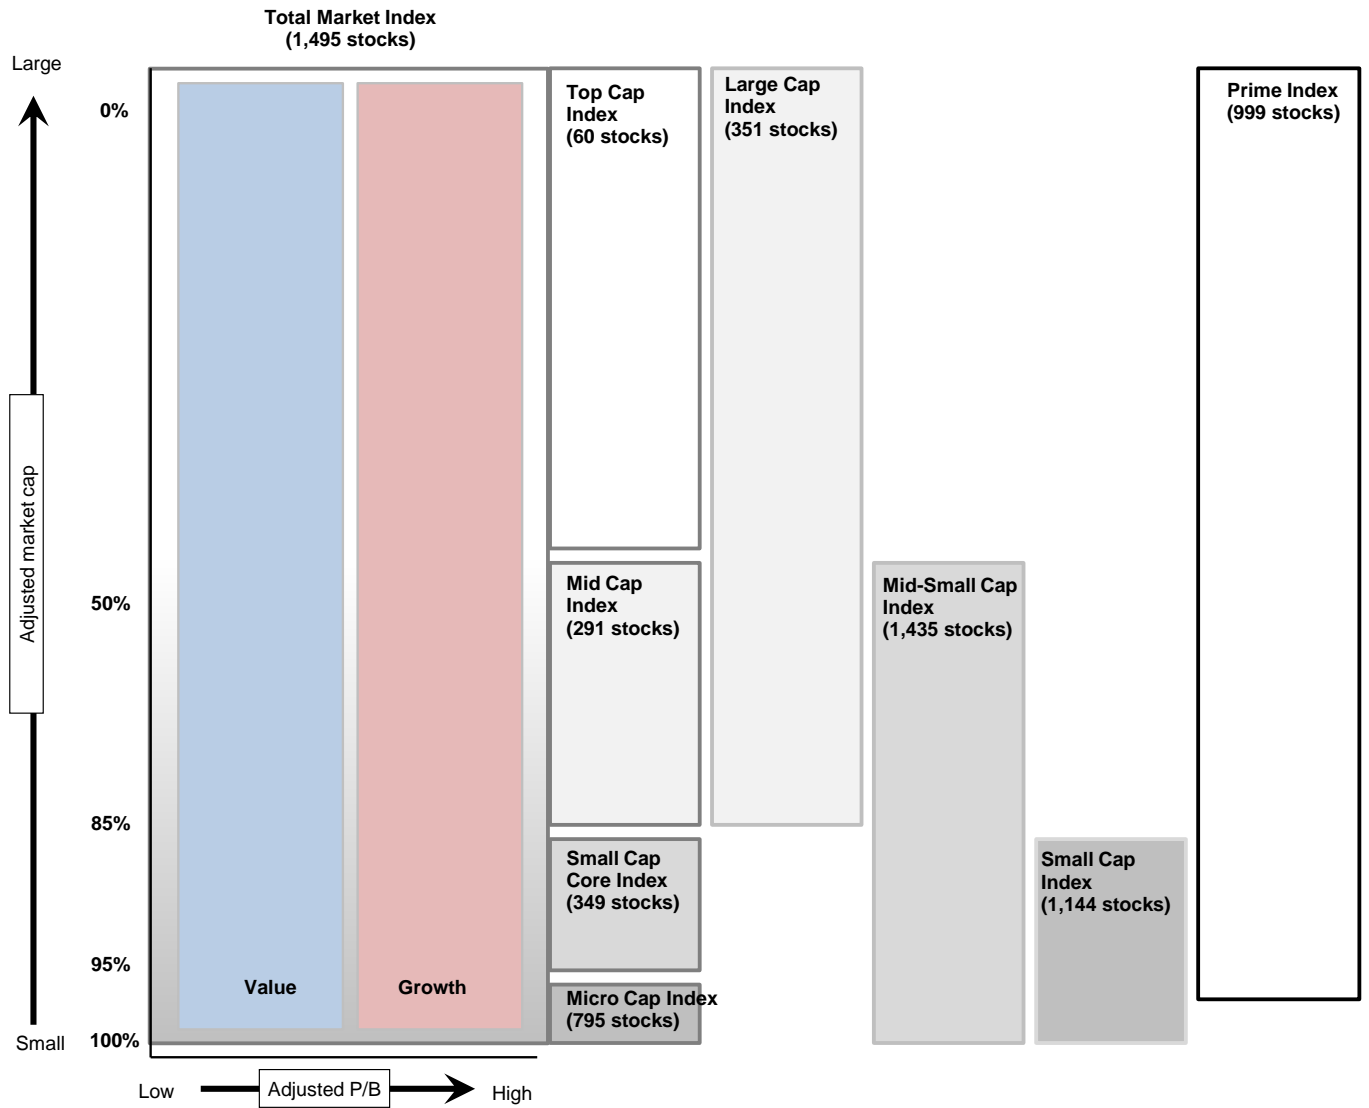 Total Market Index
(1,495 stocks)
Large
0%
50%
85%
95%
100%
Adjusted market cap
Small
Value
Growth
Top Cap
Index
(60 stocks)
Mid Cap
Index
(291 stocks)
Small Cap
Core Index
(349 stocks)
Micro Cap Index
(795 stocks)
Large Cap
Index
(351 stocks)
Mid-Small Cap
Index
(1,435 stocks)
Small Cap
Index
(1,144 stocks)
Prime Index
(999 stocks)
Low
Adjusted P/B
High